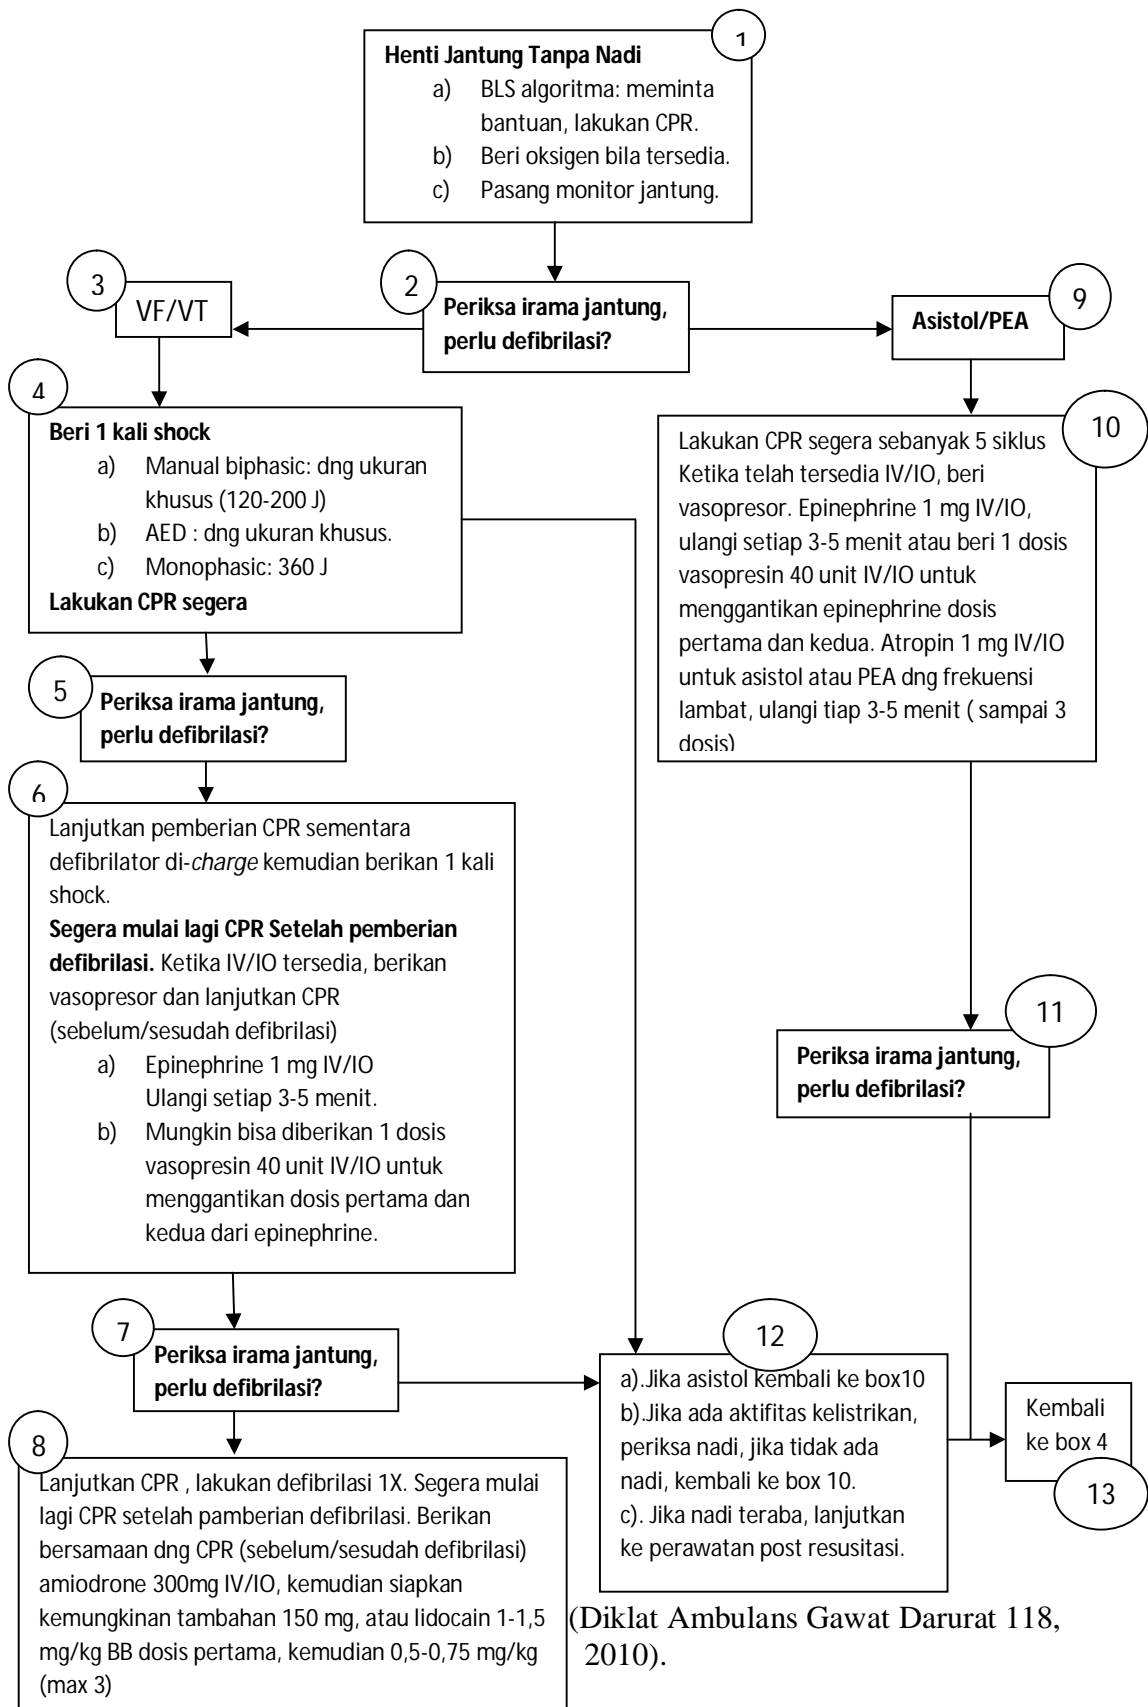 1
Henti Jantung Tanpa Nadi
a) BLS algoritma: meminta
bantuan, lakukan CPR.
b) Beri oksigen bila tersedia.
c) Pasang monitor jantung.
2
Periksa irama jantung,
perlu defibrilasi?
3
VF/VT
4
Beri 1 kali shock
a) Manual biphasic: dng ukuran
khusus (120-200 J)
b) AED : dng ukuran khusus.
c) Monophasic: 360 J
Lakukan CPR segera
5
Periksa irama jantung,
perlu defibrilasi?
6
Lanjutkan pemberian CPR sementara
defibrilator di-charge kemudian berikan 1 kali
shock.
Segera mulai lagi CPR Setelah pemberian
defibrilasi. Ketika IV/IO tersedia, berikan
vasopresor dan lanjutkan CPR
(sebelum/sesudah defibrilasi)
a) Epinephrine 1 mg IV/IO
Ulangi setiap 3-5 menit.
b) Mungkin bisa diberikan 1 dosis
vasopresin 40 unit IV/IO untuk
menggantikan dosis pertama dan
kedua dari epinephrine.
7
Periksa irama jantung,
perlu defibrilasi?
8
Lanjutkan CPR , lakukan defibrilasi 1X. Segera mulai
lagi CPR setelah pamberian defibrilasi. Berikan
bersamaan dng CPR (sebelum/sesudah defibrilasi)
amiodrone 300mg IV/IO, kemudian siapkan
kemungkinan tambahan 150 mg, atau lidocain 1-1,5
mg/kg BB dosis pertama, kemudian 0,5-0,75 mg/kg
(max 3)
9
Asistol/PEA
10
Lakukan CPR segera sebanyak 5 siklus
Ketika telah tersedia IV/IO, beri
vasopresor. Epinephrine 1 mg IV/IO,
ulangi setiap 3-5 menit atau beri 1 dosis
vasopresin 40 unit IV/IO untuk
menggantikan epinephrine dosis
pertama dan kedua. Atropin 1 mg IV/IO
untuk asistol atau PEA dng frekuensi
lambat, ulangi tiap 3-5 menit ( sampai 3
dosis)
11
Periksa irama jantung,
perlu defibrilasi?
12
a).Jika asistol kembali ke box10
b).Jika ada aktifitas kelistrikan,
periksa nadi, jika tidak ada
nadi, kembali ke box 10.
c). Jika nadi teraba, lanjutkan
ke perawatan post resusitasi.
Kembali
ke box 4
13
(Diklat Ambulans Gawat Darurat 118,
2010).